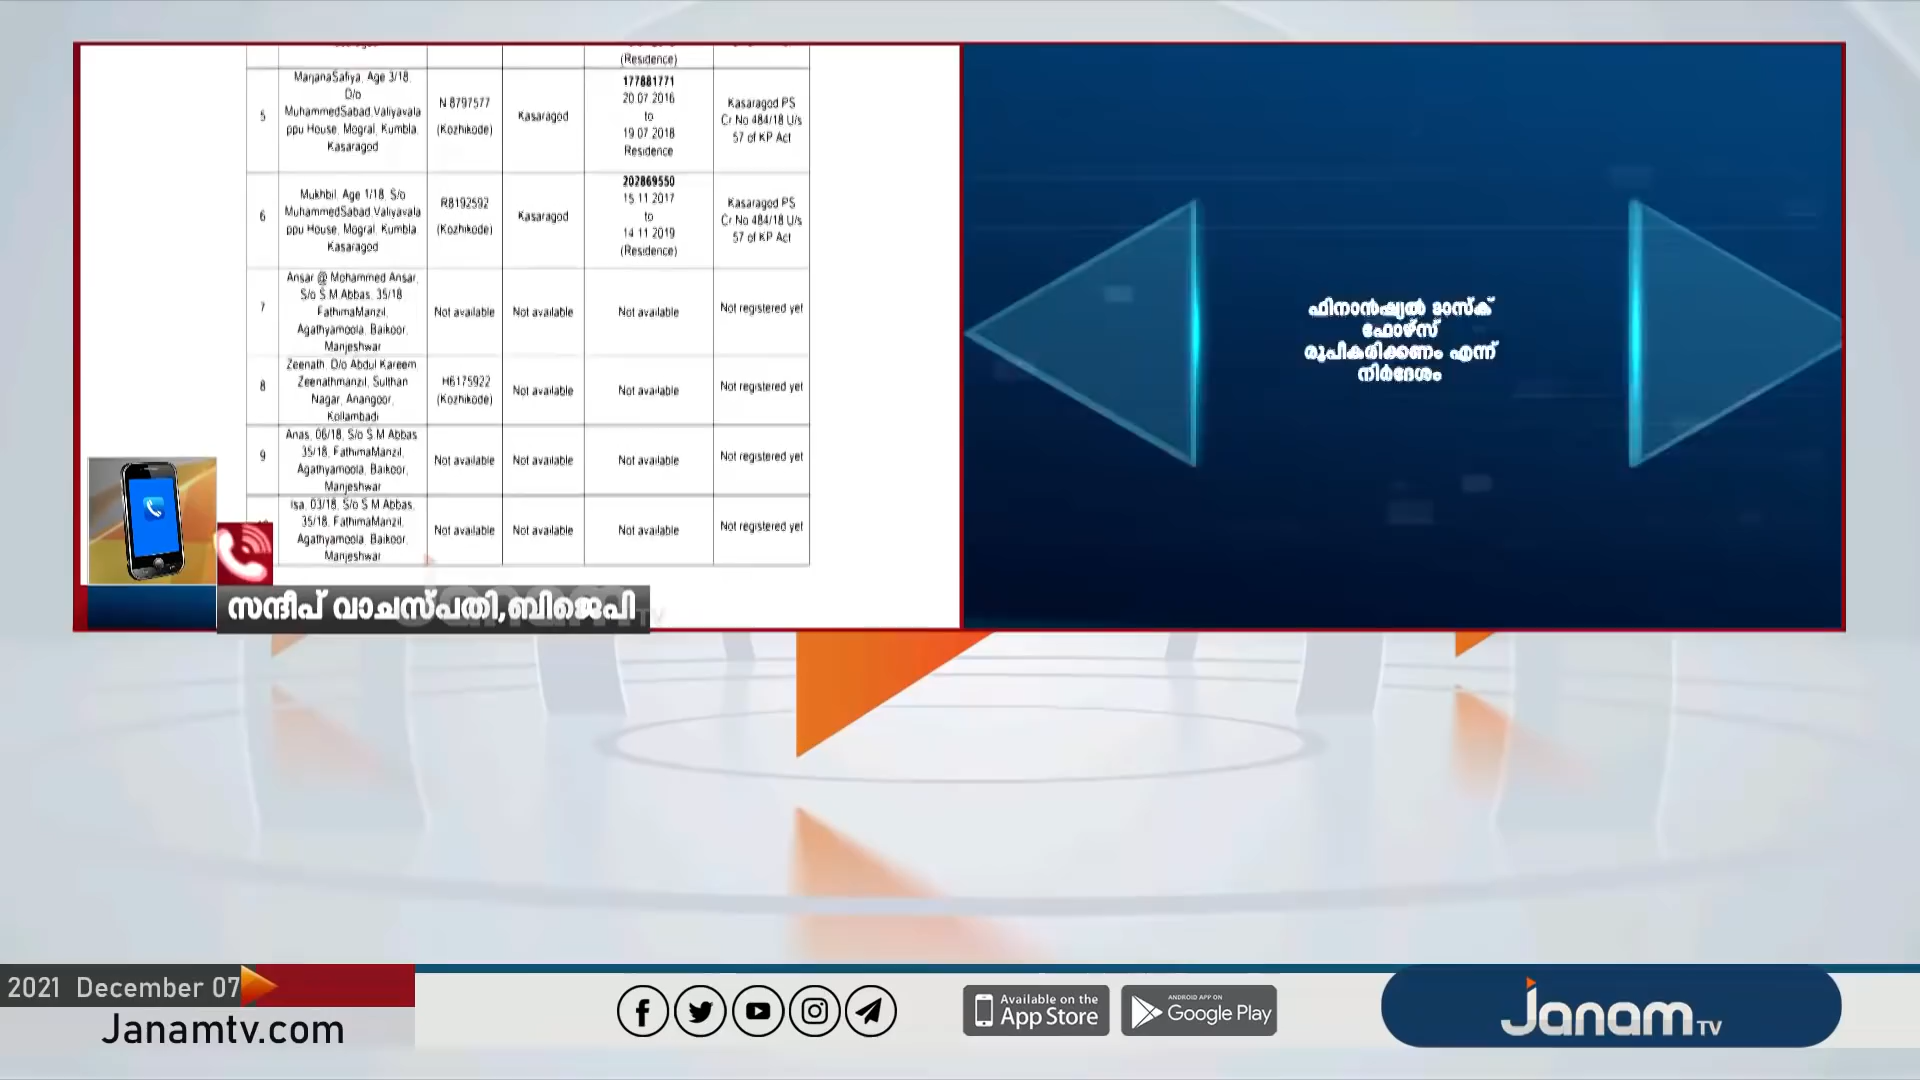 (Residence)
5
MarjanaSafiya, Age 3/18,
D/o
MuhammedSabad,Valiyavala
ppu House, Mogral, Kumbla,
Kasaragod
N 8797577
(Kozhikode)
Kasaragod
177881771
20.07.2016
to
19.07.2018
Residence
Kasaragod PS
Cr No 484/18 U/s
57 of KP Act
6
Mukhbil, Age 1/18, S/o
MuhammedSabad,Valiyavala
ppu House, Mogral, Kumbla
Kasaragod
R8192592
(Kozhikode)
Kasaragod
202869550
15.11.2017
to
14.11.2019
(Residence)
Kasaragod PS
Cr No 484/18 U/s
57 of KP Act
7
Ansar @ Mohammed Ansar,
S/o S M Abbas, 35/18
FathimaManzil,
Agathyamoola, Baikoor,
Manjeshwar
Not available
Not available
Not available
Not registered yet
8
Zeenath, D/o Abdul Kareem
Zeenathmanzil, Sulthan
Nagar, Anangoor,
Kollambadi
H6175922
(Kozhikode)
Not available
Not available
Not registered yet
9
Anas, 06/18, S/o S M Abbas
35/18, FathimaManzil,
Agathyamoola, Baikoor,
Manjeshwar
Not available
Not available
Not available
Not registered yet
Isa, 03/18, S/o S M Abbas,
35/18, FathimaManzil,
Agathyamoola, Baikoor,
Manjeshwar
Not available
Not available
Not available
Not registered yet
ഫിനാൻഷ്യൽ ടാസ്ക്
ഫോഴ്സ്
രൂപീകരിക്കണം എന്ന്
നിർദേശം
സന്ദീപ് വാചസ്പതി,ബിജെപി
2021 December 07
Janamtv.com
Available on the
App Store
ANDROID APP ON
Google Play
Janam TV